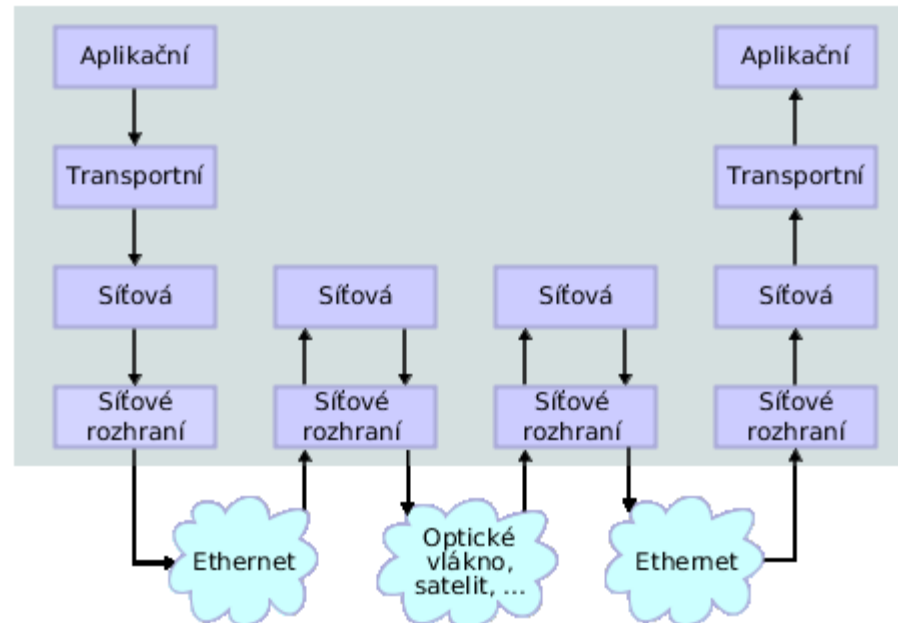 Aplikační
Aplikační
Transportní
Transportní
Síťová
Síťová
Síťová
Síťová
Síťové
rozhraní
Síťové
rozhraní
Síťové
rozhraní
Síťové
rozhraní
Ethernet
Optické
vlákno,
satelit, ...
Ethernet